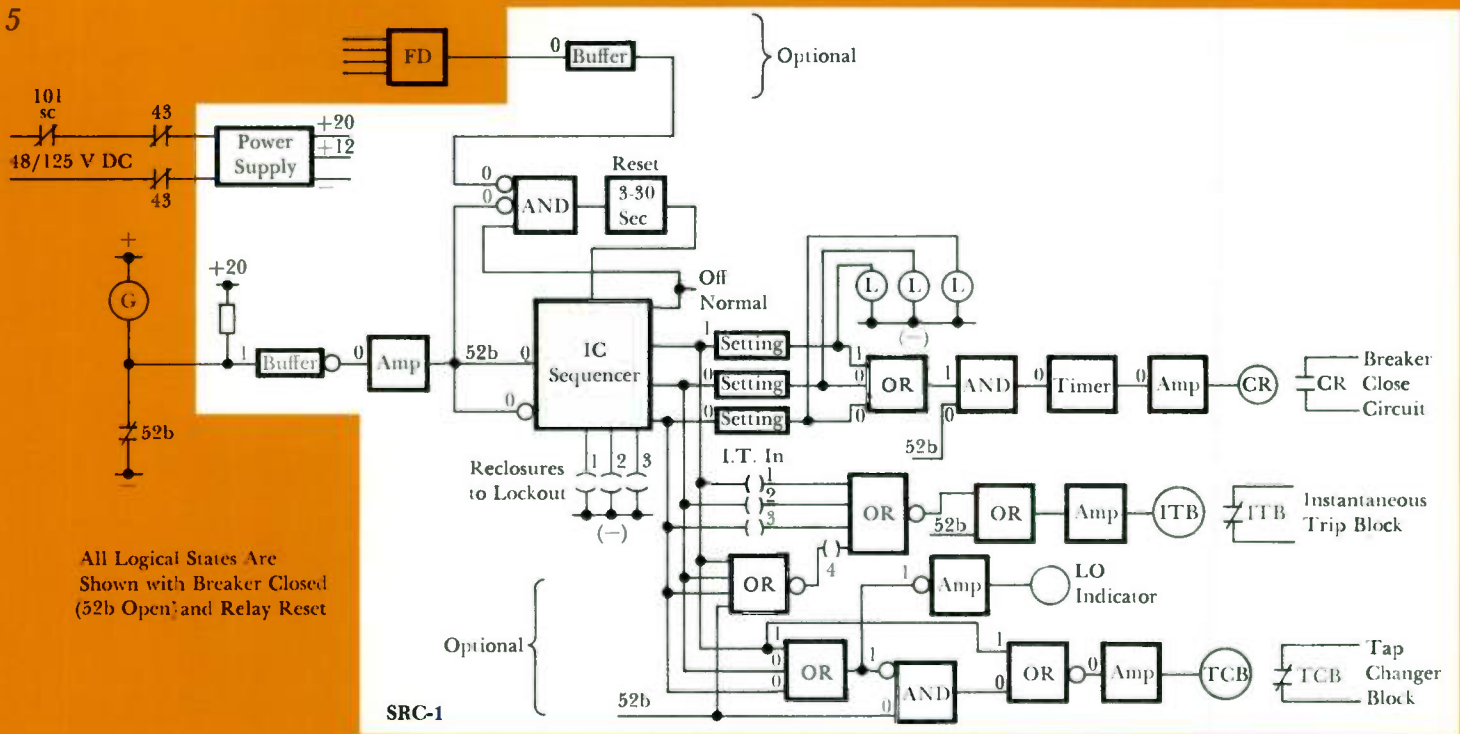 5
FD
0
Buffer
Optional
101
sc
43
+20
+12
−
48/125 V DC
Power
Supply
43
Reset
3-30
Sec
0
0
AND
+
+20
G
1
Buffer
0
Amp
52b
0
0
52b
−
IC
Sequencer
Off
Normal
L
L
L
(−)
1
Setting
0
Setting
0
Setting
1
0
0
OR
1
AND
0
52b
0
Timer
0
Amp
CR
CR
Breaker
Close
Circuit
Reclosures
to Lockout
1
2
3
(−)
I.T. In
1
2
3
OR
52b
OR
Amp
ITB
ITB
Instantaneous
Trip Block
OR
4
1
Amp
LO
Indicator
All Logical States Are
Shown with Breaker Closed
(52b Open) and Relay Reset
Optional
1
0
0
OR
1
AND
0
52b
1
0
OR
0
Amp
TCB
TCB
Tap
Changer
Block
SRC-1